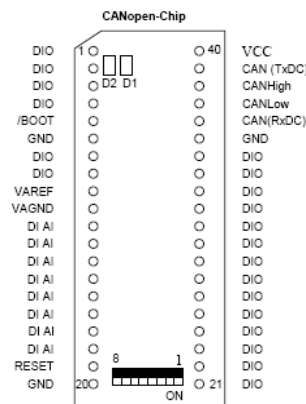 CANopen-Chip
DIO 1 40 VCC
DIO CAN (TxDC)
DIO D2 D1 CANHigh
DIO CANLow
/BOOT CAN(RxDC)
GND GND
DIO DIO
DIO DIO
VAREF DIO
VAGND DIO
DI AI DIO
DI AI DIO
DI AI DIO
DI AI DIO
DI AI DIO
DI AI DIO
DI AI DIO
DI AI DIO
8 1
RESET DIO
GND 20 21 DIO
ON